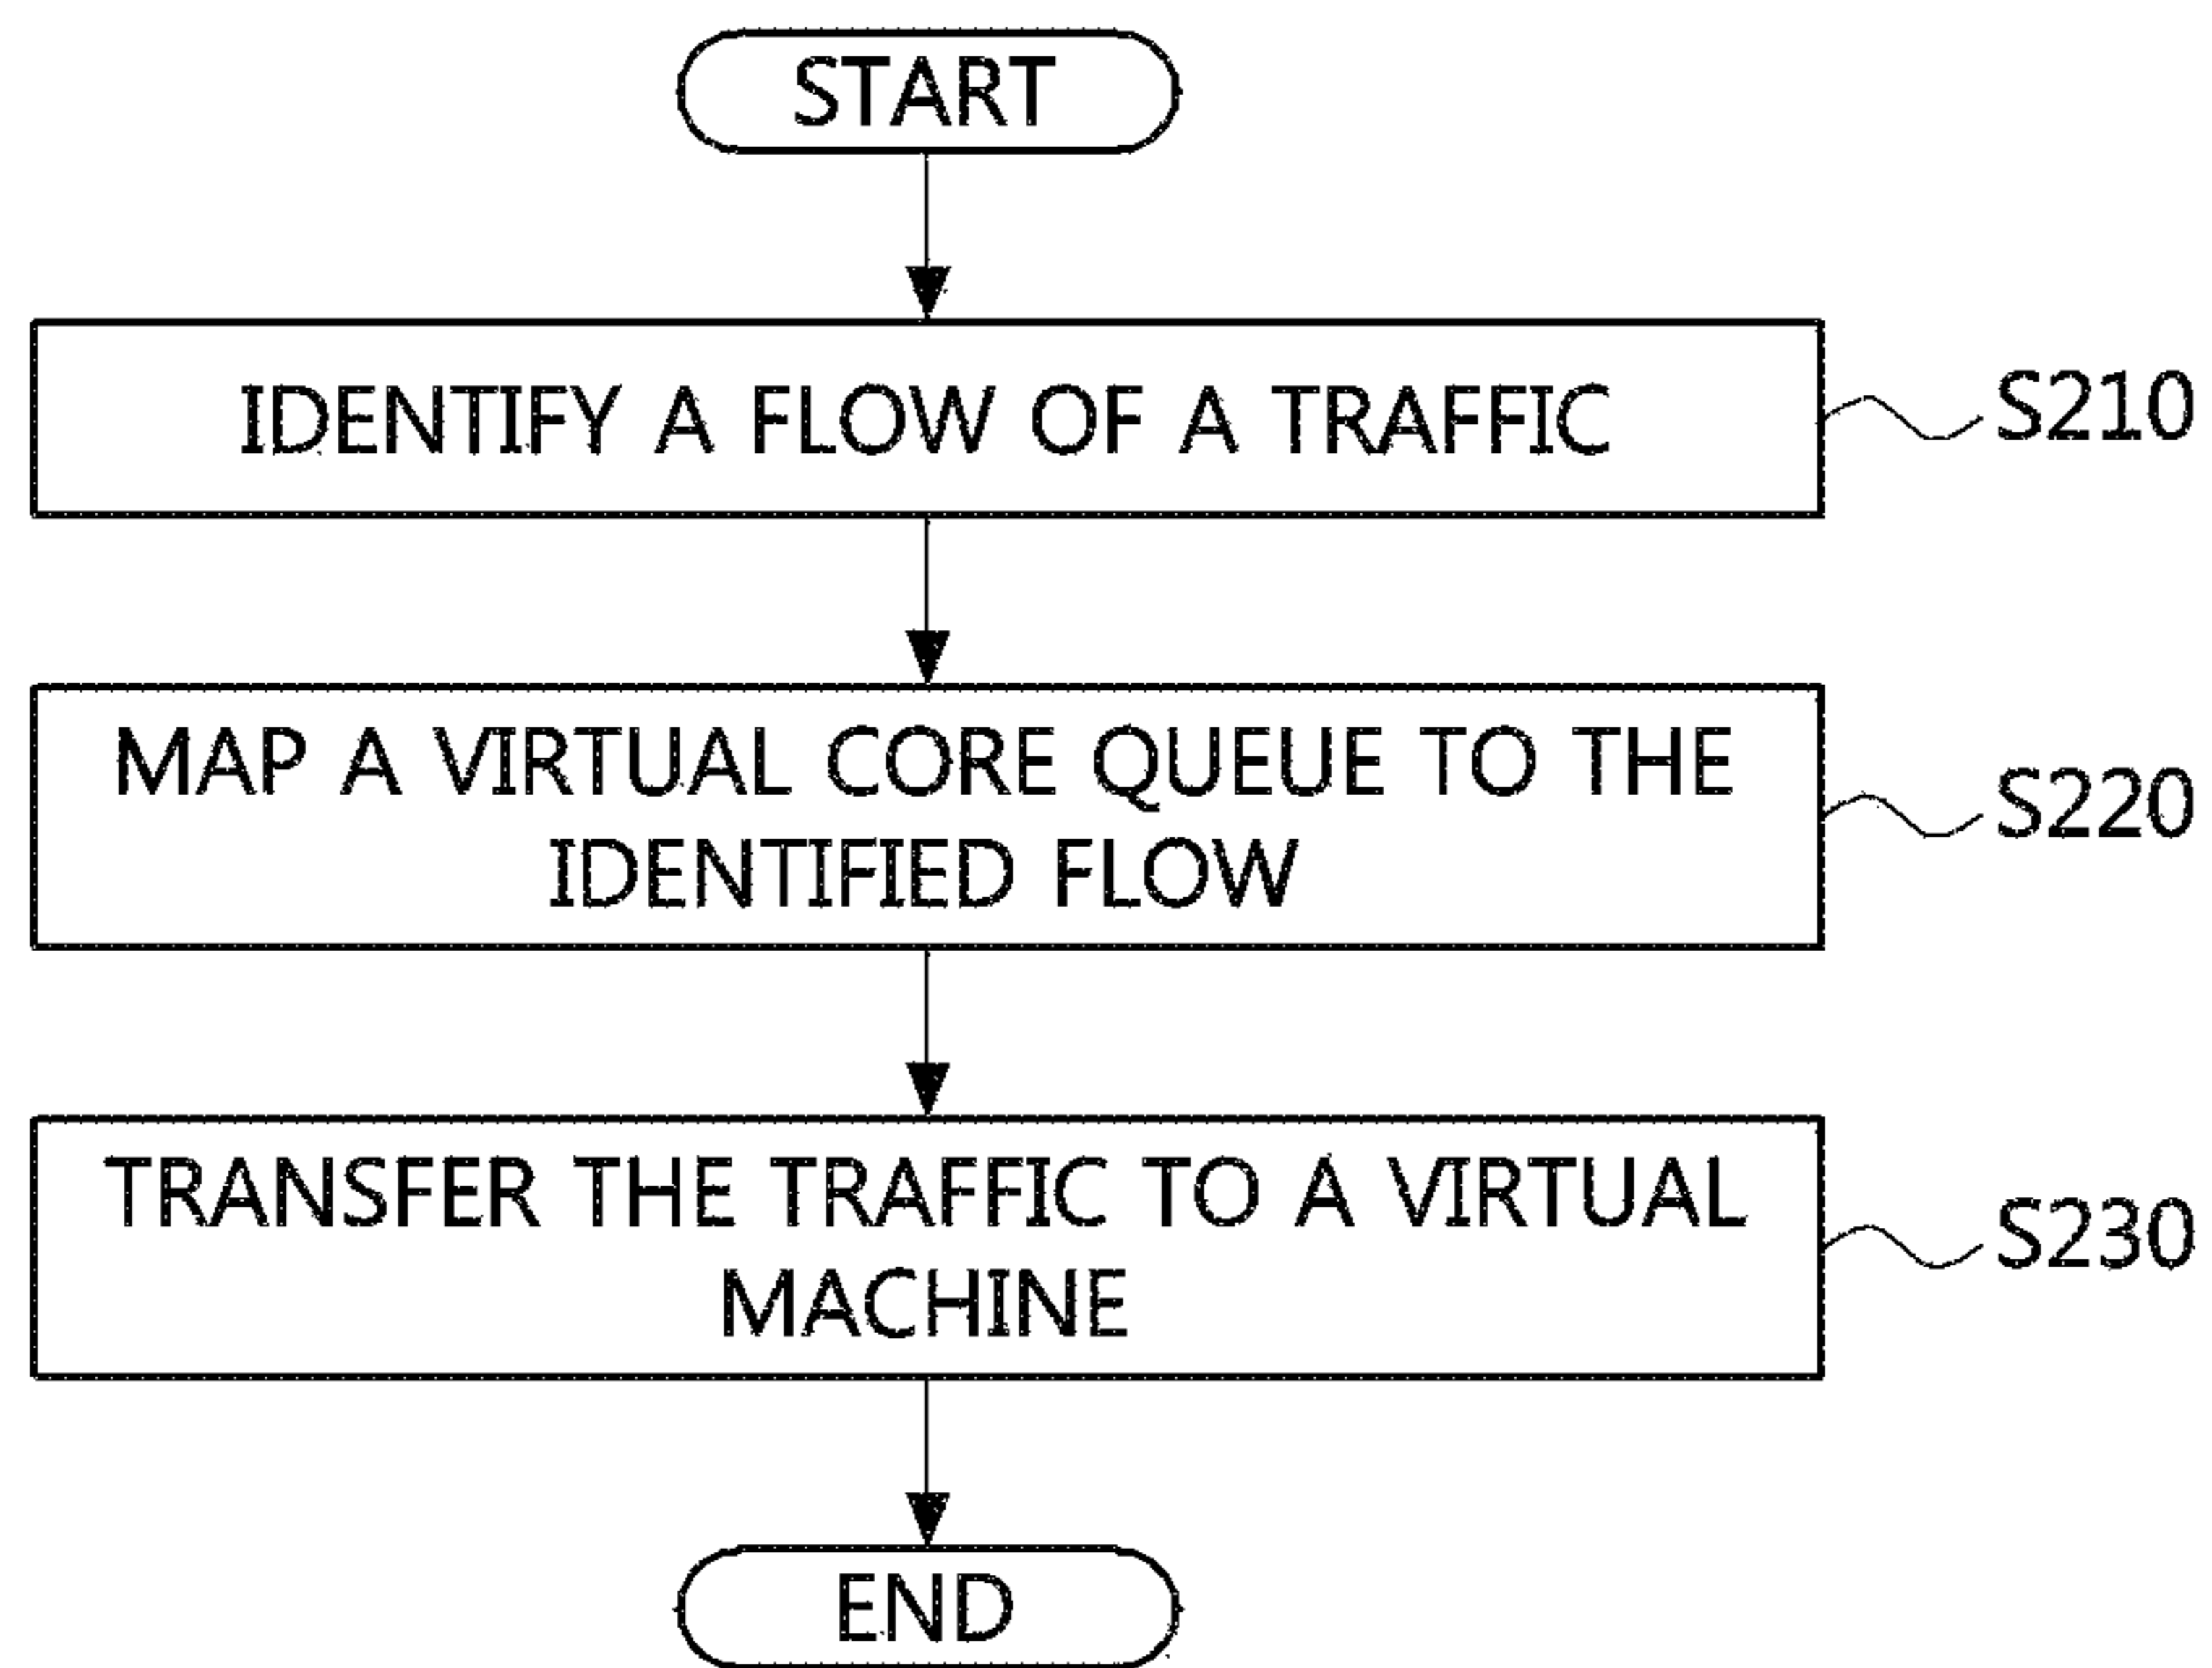 START
IDENTIFY A FLOW OF A TRAFFIC
S210
MAP A VIRTUAL CORE QUEUE TO THE
IDENTIFIED FLOW
S220
TRANSFER THE TRAFFIC TO A VIRTUAL
MACHINE
S230
END